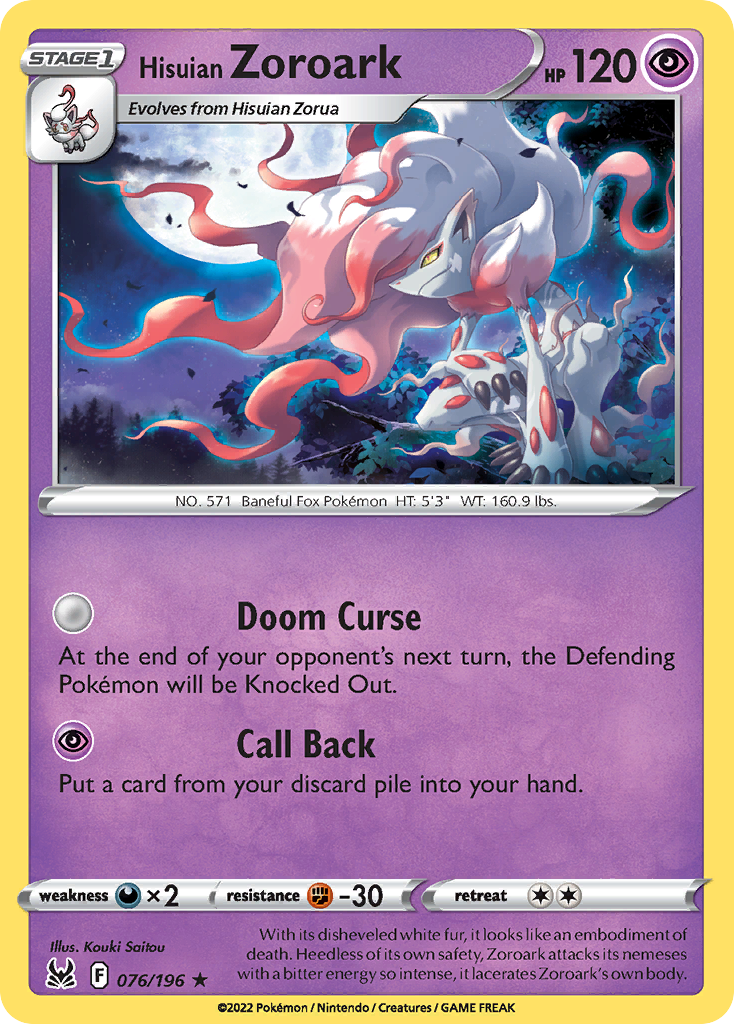 STAGE1
Hisuian Zoroark
HP 120
Evolves from Hisuian Zorua
NO. 571 Baneful Fox Pokémon HT: 5'3" WT: 160.9 lbs.
Doom Curse
At the end of your opponent's next turn, the Defending
Pokémon will be Knocked Out.
Call Back
Put a card from your discard pile into your hand.
weakness ×2 resistance -30 retreat
Illus. Kouki Saitou
With its disheveled white fur, it looks like an embodiment of
death. Heedless of its own safety, Zoroark attacks its nemeses
with a bitter energy so intense, it lacerates Zoroark's own body.
F 076/196 ★
©2022 Pokémon / Nintendo / Creatures / GAME FREAK